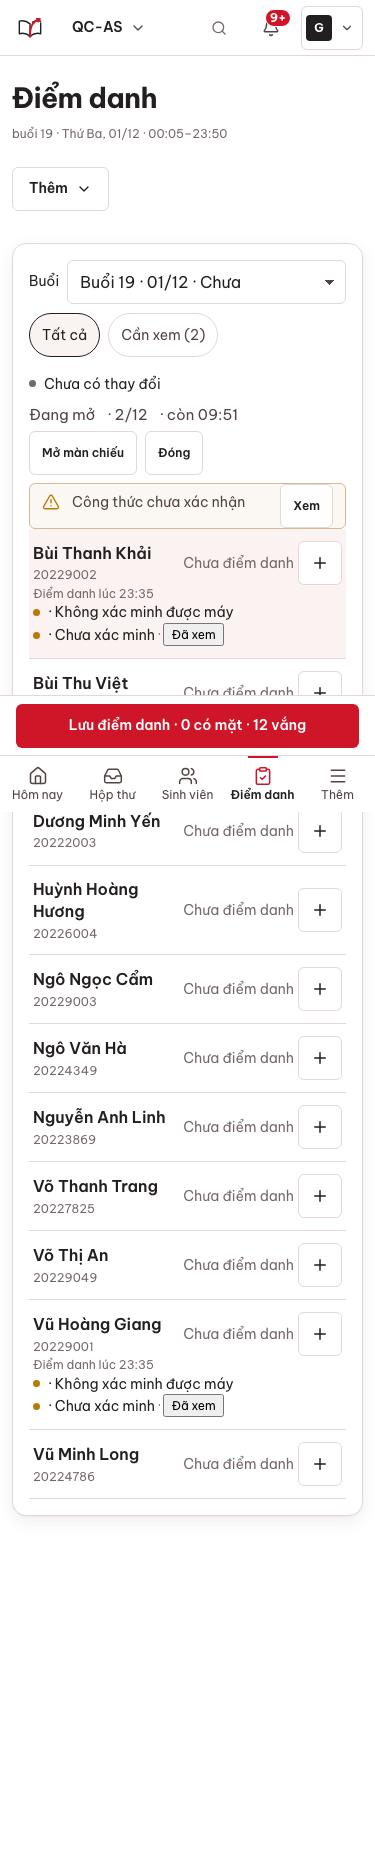 QC-AS
9+
G
Điểm danh
buổi 19 · Thứ Ba, 01/12 · 00:05–23:50
Thêm
Buổi
Buổi 19 · 01/12 · Chưa
Tất cả
Cần xem (2)
Chưa có thay đổi
Đang mở · 2/12 · còn 09:51
Mở màn chiếu
Đóng
Công thức chưa xác nhận
Xem
Bùi Thanh Khải
Chưa điểm danh
20229002
Điểm danh lúc 23:35
· Không xác minh được máy
· Chưa xác minh · Đã xem
Bùi Thu Việt
Chưa điểm danh
Lưu điểm danh · 0 có mặt · 12 vắng
Hôm nay
Hộp thư
Sinh viên
Điểm danh
Thêm
Dương Minh Yến
Chưa điểm danh
20222003
Huỳnh Hoàng
Hương
Chưa điểm danh
20226004
Ngô Ngọc Cẩm
Chưa điểm danh
20229003
Ngô Văn Hà
Chưa điểm danh
20224349
Nguyễn Anh Linh
Chưa điểm danh
20223869
Võ Thanh Trang
Chưa điểm danh
20227825
Võ Thị An
Chưa điểm danh
20229049
Vũ Hoàng Giang
Chưa điểm danh
20229001
Điểm danh lúc 23:35
· Không xác minh được máy
· Chưa xác minh · Đã xem
Vũ Minh Long
Chưa điểm danh
20224786